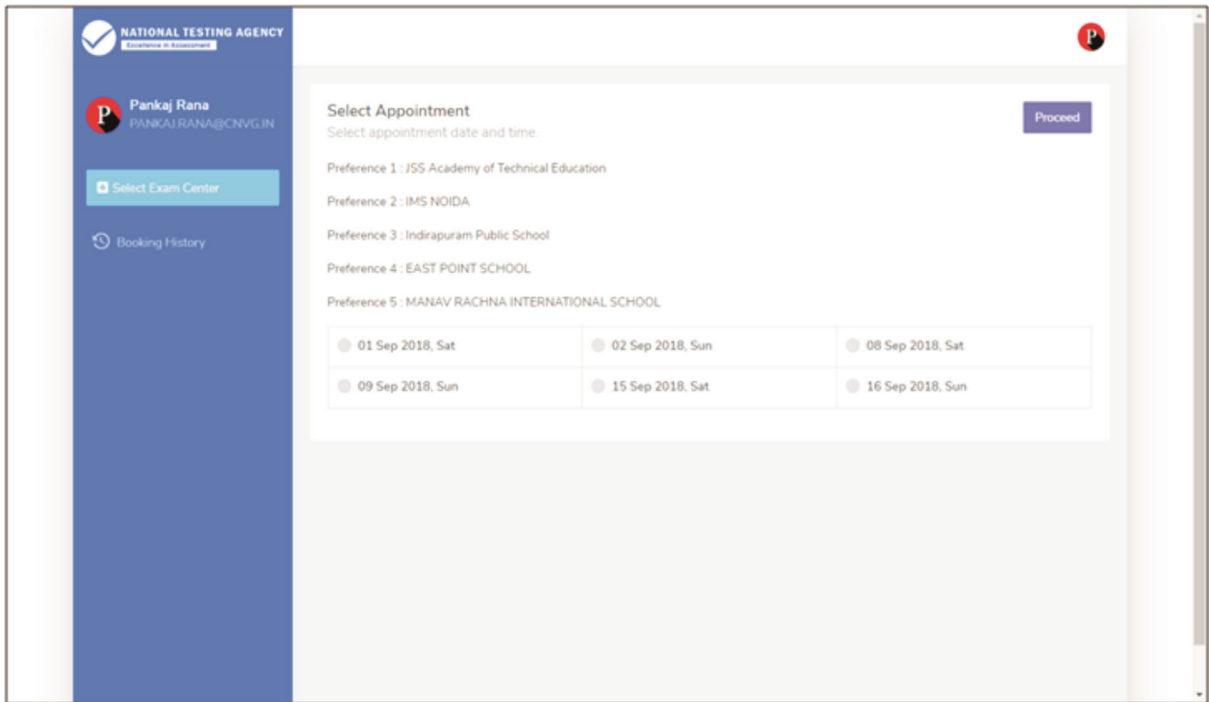 NATIONAL TESTING AGENCY
Excellence in Assessment
P
P
Pankaj Rana
PANKAJ.RANA@CNVG.IN
Select Exam Center
Booking History
Select Appointment
Select appointment date and time.
Proceed
Preference 1 : JSS Academy of Technical Education
Preference 2 : IMS NOIDA
Preference 3 : Indirapuram Public School
Preference 4 : EAST POINT SCHOOL
Preference 5 : MANAV RACHNA INTERNATIONAL SCHOOL
01 Sep 2018, Sat 02 Sep 2018, Sun 08 Sep 2018, Sat
09 Sep 2018, Sun 15 Sep 2018, Sat 16 Sep 2018, Sun